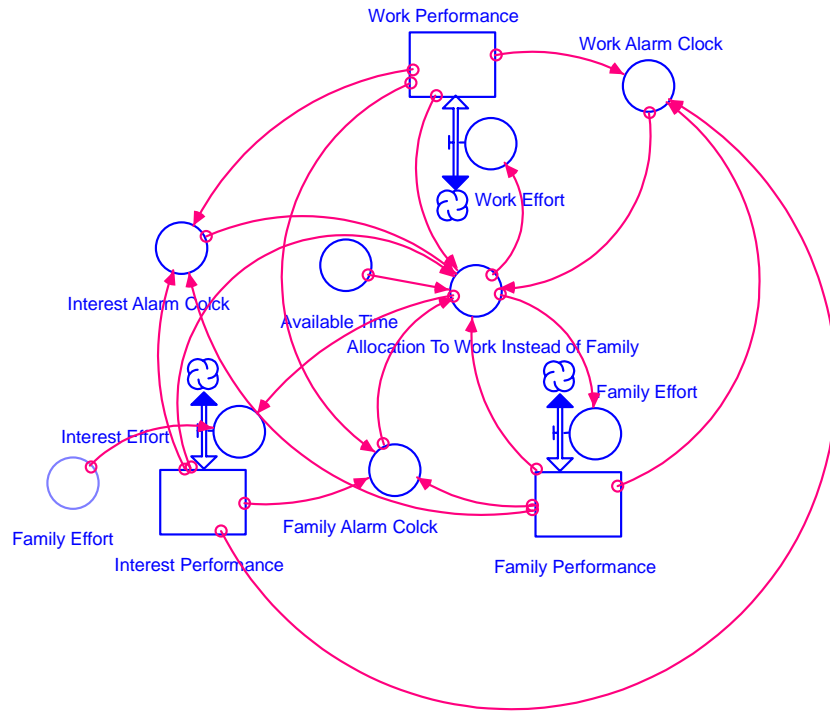 Work Performance
Work Alarm Clock
Work Effort
Interest Alarm Colck
Available Time
Allocation To Work Instead of Family
Family Effort
Interest Effort
Family Alarm Colck
Family Effort
Interest Performance
Family Performance